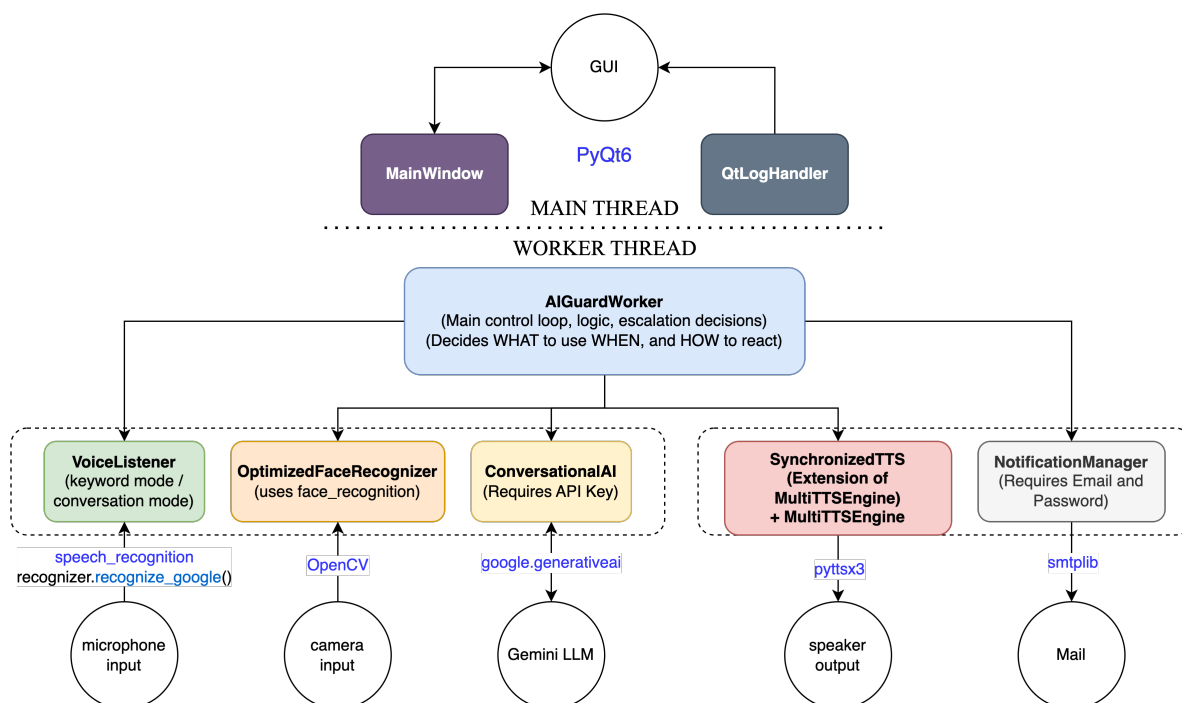 GUI
MainWindow
PyQt6
QtLogHandler
MAIN THREAD
WORKER THREAD
AIGuardWorker
(Main control loop, logic, escalation decisions)
(Decides WHAT to use WHEN, and HOW to react)
VoiceListener
(keyword mode /
conversation mode)
OptimizedFaceRecognizer
(uses face_recognition)
ConversationalAI
(Requires API Key)
SynchronizedTTS
(Extension of
MultiTTSEngine)
+ MultiTTSEngine
NotificationManager
(Requires Email and
Password)
speech_recognition
recognizer.recognize_google()
OpenCV
google.generativeai
pyttsx3
smtplib
microphone
input
camera
input
Gemini LLM
speaker
output
Mail